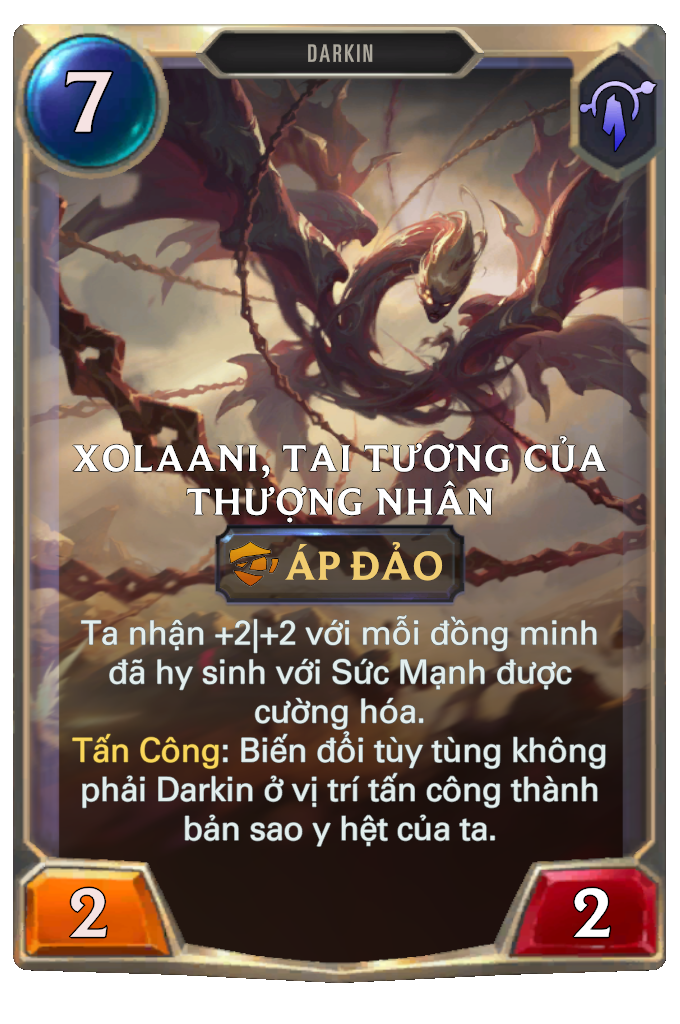 DARKIN
7
XOLAANI, TAI TƯƠNG CỦA
THƯỢNG NHÂN
ÁP ĐẢO
Ta nhận +2|+2 với mỗi đồng minh
đã hy sinh với Sức Mạnh được
cường hóa.
Tấn Công: Biến đổi tùy tùng không
phải Darkin ở vị trí tấn công thành
bản sao y hệt của ta.
2
2